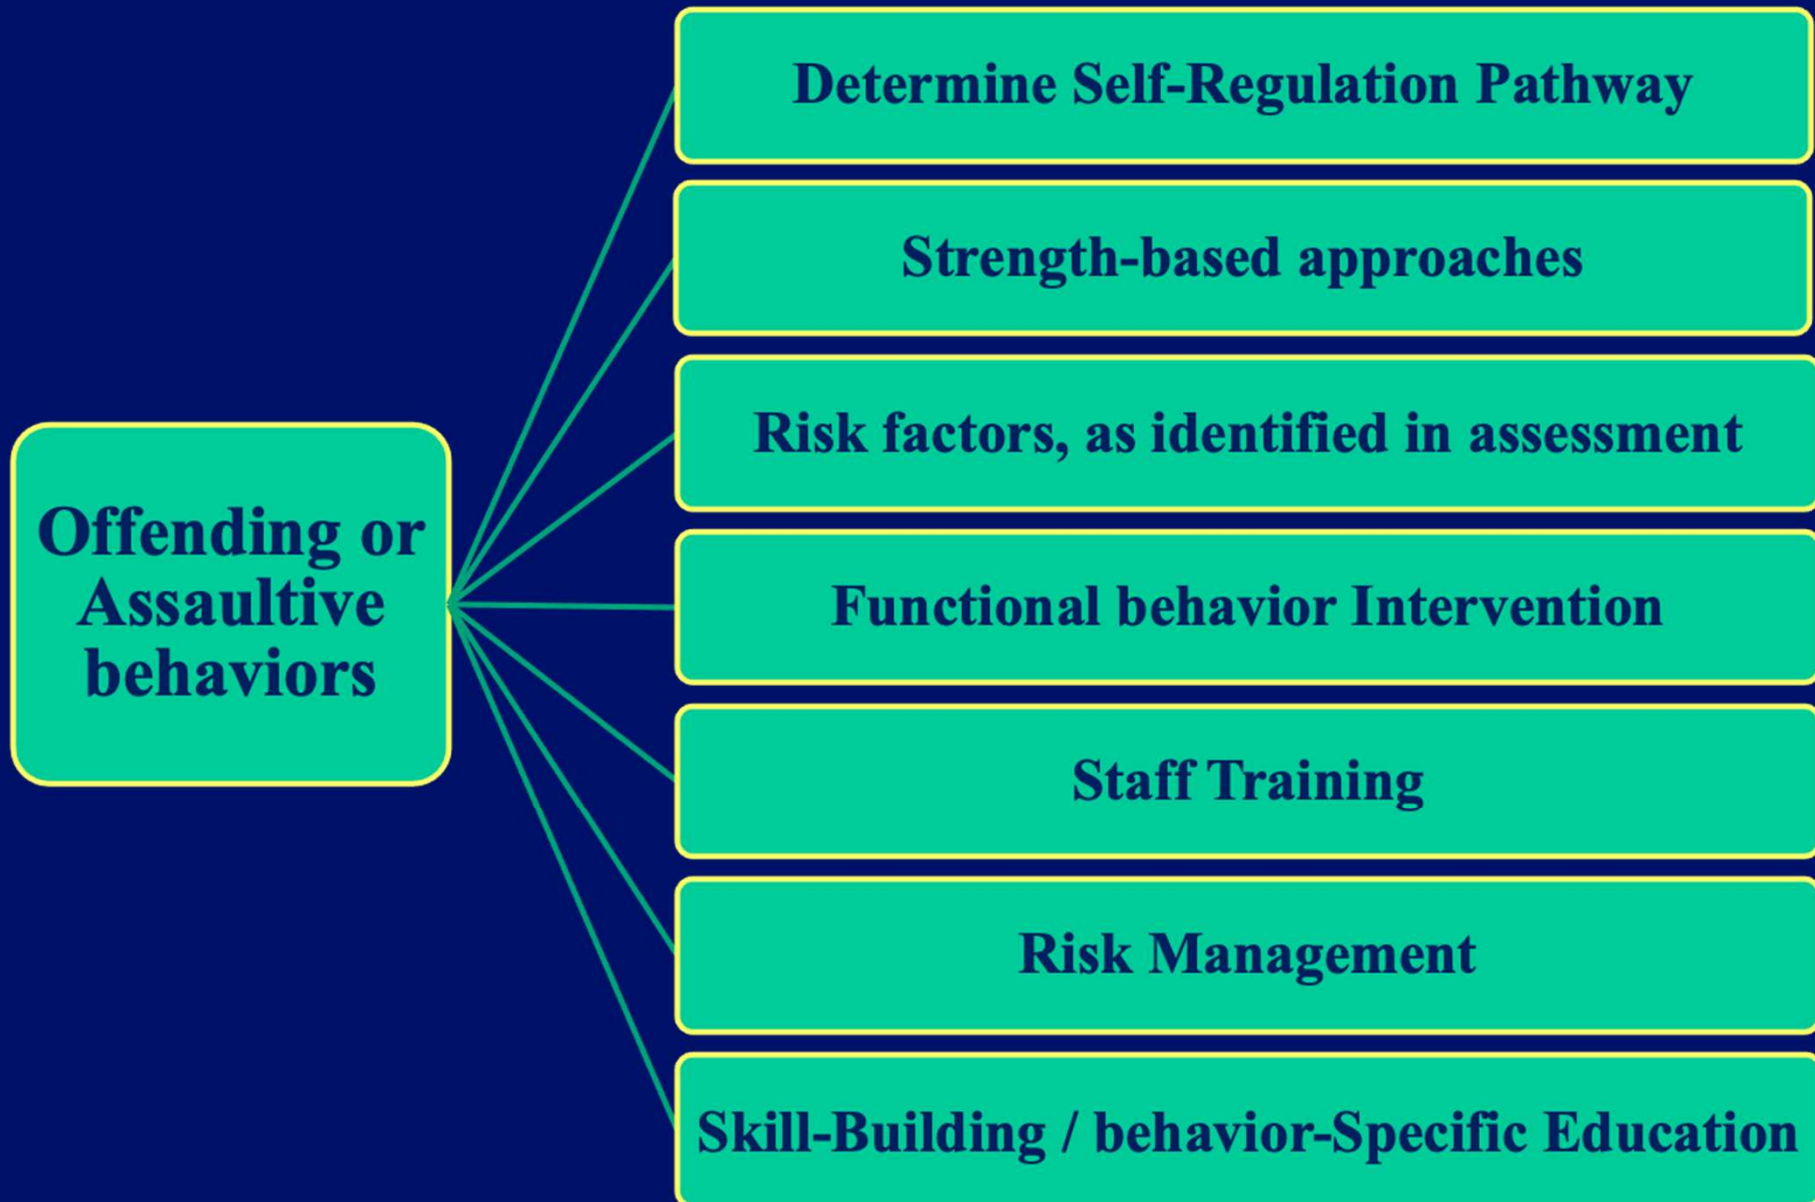 Determine Self-Regulation Pathway
Strength-based approaches
Risk factors, as identified in assessment
Offending or
Assaultive
behaviors
Functional behavior Intervention
Staff Training
Risk Management
Skill-Building / behavior-Specific Education